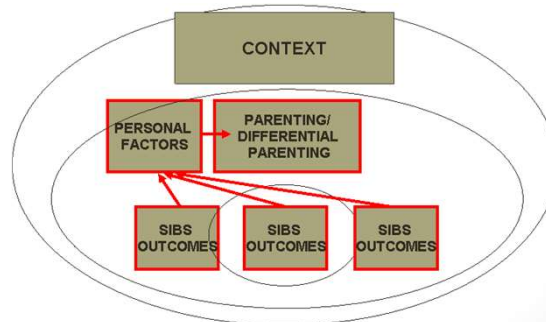 CONTEXT
PERSONAL
FACTORS
PARENTING/
DIFFERENTIAL
PARENTING
SIBS
OUTCOMES
SIBS
OUTCOMES
SIBS
OUTCOMES